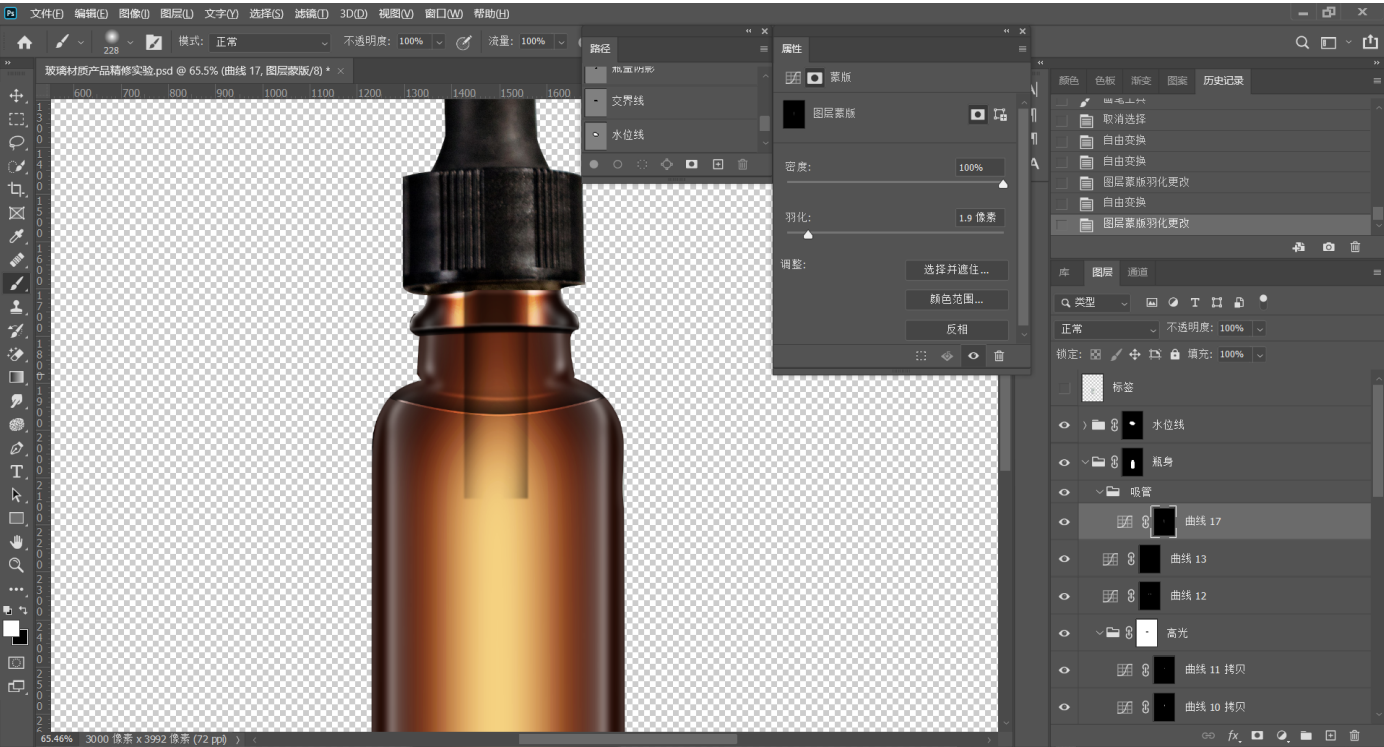 Ps 文件(F) 编辑(E) 图像(I) 图层(L) 文字(Y) 选择(S) 滤镜(T) 3D(D) 视图(V) 窗口(W) 帮助(H)
228 模式: 正常 不透明度: 100% 流量: 100%
玻璃材质产品精修实验.psd @ 65.5% (曲线 17, 图层蒙版/8) * ×
600 700 800 900 1000 1100 1200 1300 1400 1500 1600
路径
交界线
水位线
属性
蒙版
图层蒙版
密度: 100%
羽化: 1.9 像素
调整:
选择并遮住...
颜色范围...
反相
颜色 色板 渐变 图案 历史记录
画笔工具
取消选择
自由变换
自由变换
图层蒙版羽化更改
自由变换
图层蒙版羽化更改
库 图层 通道
类型
正常 不透明度: 100%
锁定: 填充: 100%
标签
水位线
瓶身
吸管
曲线 17
曲线 13
曲线 12
高光
曲线 11 拷贝
曲线 10 拷贝
fx
65.46% 3000 像素 x 3992 像素 (72 ppi)